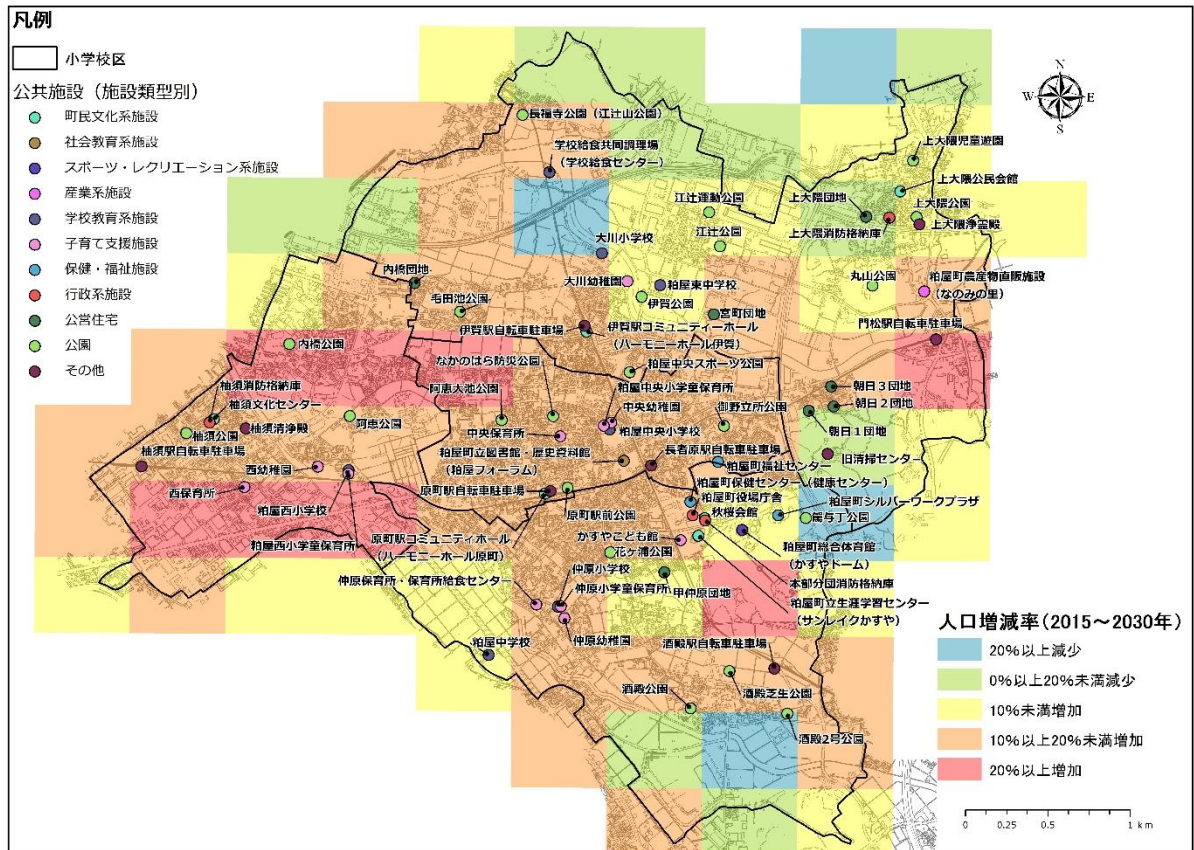 凡例
小学校区
公共施設（施設類型別）
町民文化系施設
社会教育系施設
スポーツ・レクリエーション系施設
産業系施設
学校教育系施設
子育て支援施設
保健・福祉施設
行政系施設
公営住宅
公園
その他
N
W E
S
長福寺公園（江辻山公園）
学校給食共同調理場
（学校給食センター）
上大隈児童遊園
上大隈公民会館
江辻運動公園
上大隈団地
上大隈公園
上大隈消防格納庫
上大隈浄霊殿
江辻公園
大川小学校
内橋団地
大川幼稚園
粕屋東中学校
丸山公園
粕屋町農産物直販施設
（なのみの里）
毛田池公園
伊賀公園
宮町団地
伊賀駅自転車駐車場
伊賀駅コミュニティーホール
（ハーモニーホール伊賀）
門松駅自転車駐車場
内橋公園
なかのはら防災公園
粕屋中央スポーツ公園
阿恵大池公園
粕屋中央小学童保育所
朝日３団地
柚須消防格納庫
柚須文化センター
中央幼稚園
御野立所公園
朝日２団地
阿恵公園
柚須公園
柚須清浄殿
中央保育所
粕屋中央小学校
朝日１団地
柚須駅自転車駐車場
粕屋町立図書館・歴史資料館
（粕屋フォーラム）
長者原駅自転車駐車場
旧清掃センター
西幼稚園
粕屋町福祉センター
粕屋町保健センター（健康センター）
西保育所
原町駅自転車駐車場
粕屋町役場庁舎
粕屋町シルバーワークプラザ
粕屋西小学校
原町駅前公園
秋桜会館
駕与丁公園
粕屋西小学童保育所
原町駅コミュニティホール
（ハーモニーホール原町）
かすやこども館
粕屋町総合体育館
（かすやドーム）
花ヶ浦公園
仲原小学校
本部分団消防格納庫
仲原保育所・保育所給食センター
仲原小学童保育所
甲仲原団地
粕屋町立生涯学習センター
（サンレイクかすや）
仲原幼稚園
粕屋中学校
酒殿駅自転車駐車場
酒殿公園
酒殿芝生公園
酒殿2号公園
人口増減率（2015～2030年）
20％以上減少
0％以上20％未満減少
10％未満増加
10％以上20％未満増加
20％以上増加
0 0.25 0.5 1 km